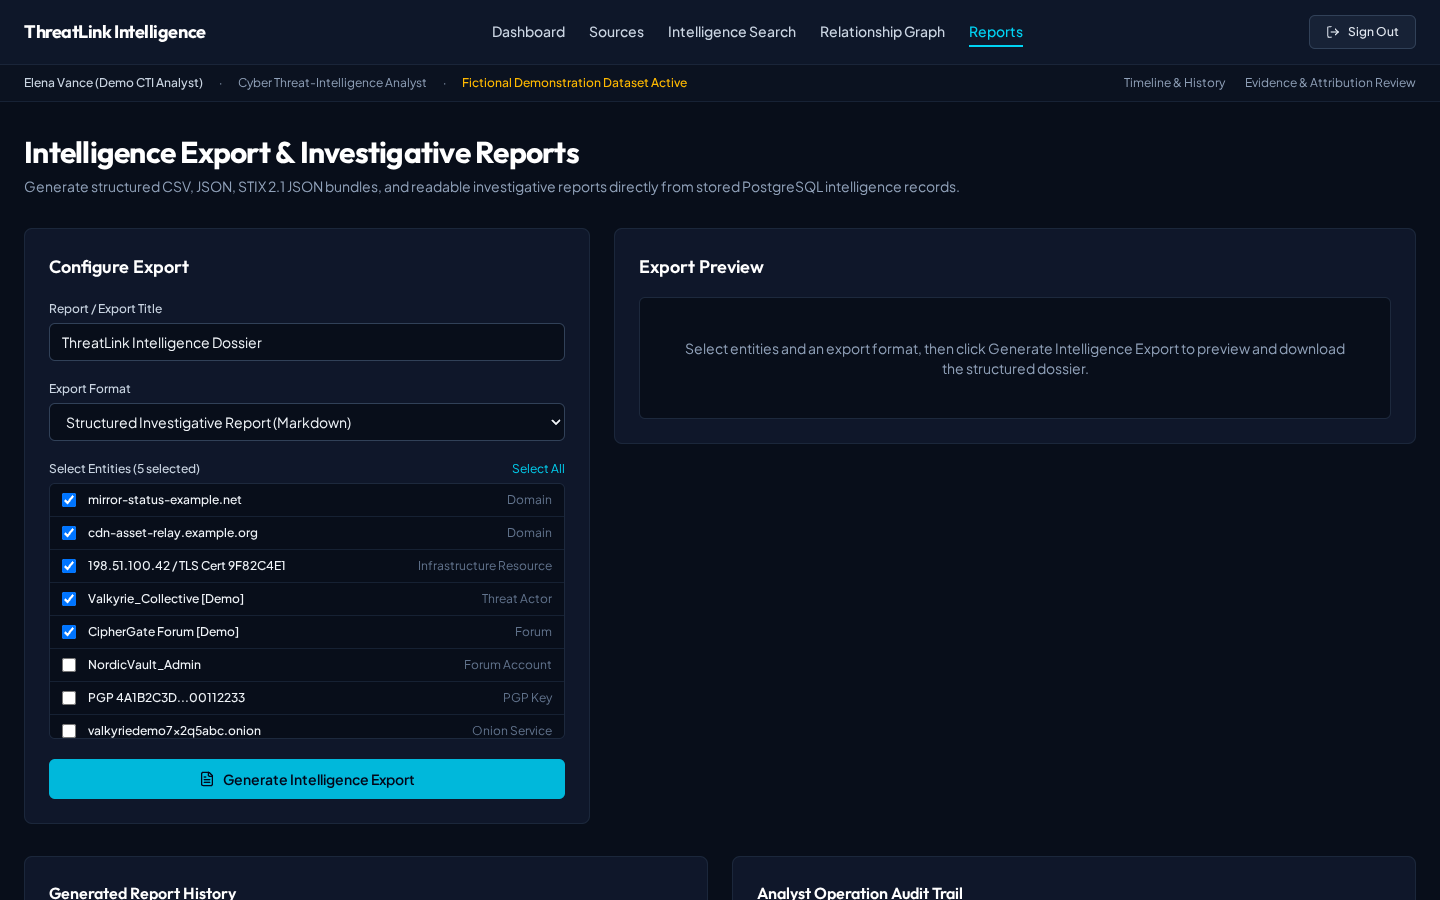 ThreatLink Intelligence
Dashboard
Sources
Intelligence Search
Relationship Graph
Reports
Sign Out
Elena Vance (Demo CTI Analyst) · Cyber Threat-Intelligence Analyst · Fictional Demonstration Dataset Active
Timeline & History
Evidence & Attribution Review
Intelligence Export & Investigative Reports
Generate structured CSV, JSON, STIX 2.1 JSON bundles, and readable investigative reports directly from stored PostgreSQL intelligence records.
Configure Export
Report / Export Title
ThreatLink Intelligence Dossier
Export Format
Structured Investigative Report (Markdown)
Select Entities (5 selected)
Select All
mirror-status-example.net Domain
cdn-asset-relay.example.org Domain
198.51.100.42 / TLS Cert 9F82C4E1 Infrastructure Resource
Valkyrie_Collective [Demo] Threat Actor
CipherGate Forum [Demo] Forum
NordicVault_Admin Forum Account
PGP 4A1B2C3D...00112233 PGP Key
valkyriedemo7x2q5abc.onion Onion Service
Generate Intelligence Export
Export Preview
Select entities and an export format, then click Generate Intelligence Export to preview and download
the structured dossier.
Generated Report History
Analyst Operation Audit Trail